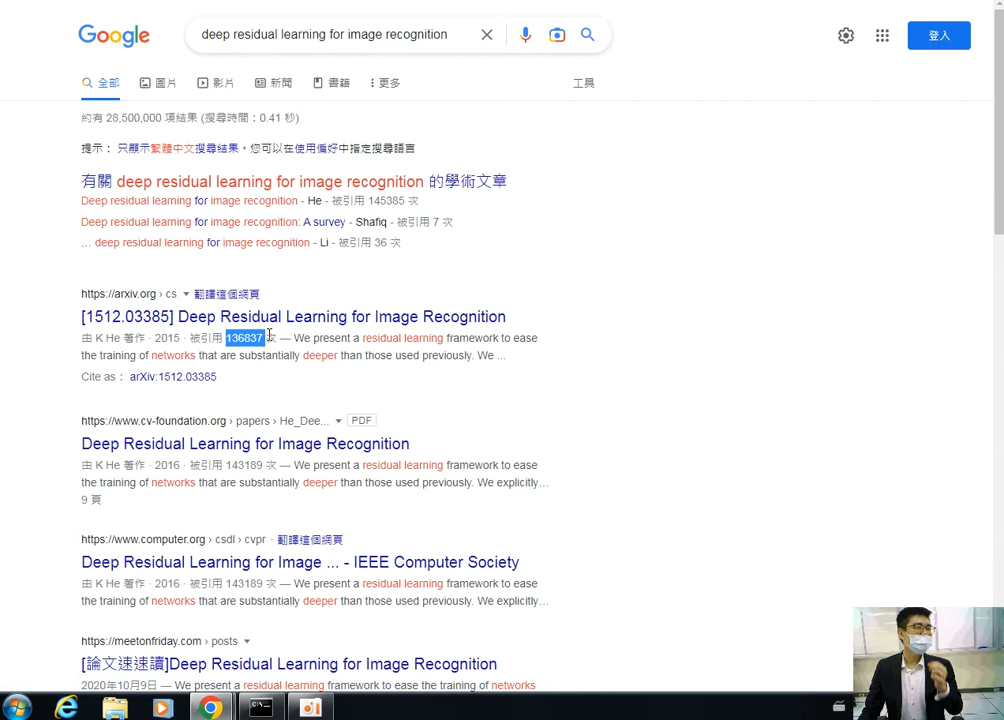 Google
deep residual learning for image recognition
登入
全部 圖片 影片 新聞 書籍 更多 工具
約有 28,500,000 項結果 (搜尋時間：0.41 秒)
提示： 只顯示繁體中文搜尋結果。您可以在使用偏好中指定搜尋語言
有關 deep residual learning for image recognition 的學術文章
Deep residual learning for image recognition - He - 被引用 145385 次
Deep residual learning for image recognition: A survey - Shafiq - 被引用 7 次
... deep residual learning for image recognition - Li - 被引用 36 次
https://arxiv.org › cs 翻譯這個網頁
[1512.03385] Deep Residual Learning for Image Recognition
由 K He 著作 · 2015 · 被引用 136837 次 — We present a residual learning framework to ease
the training of networks that are substantially deeper than those used previously. We ...
Cite as： arXiv:1512.03385
https://www.cv-foundation.org › papers › He_Dee... PDF
Deep Residual Learning for Image Recognition
由 K He 著作 · 2016 · 被引用 143189 次 — We present a residual learning framework to ease
the training of networks that are substantially deeper than those used previously. We explicitly...
9 頁
https://www.computer.org › csdl › cvpr 翻譯這個網頁
Deep Residual Learning for Image ... - IEEE Computer Society
由 K He 著作 · 2016 · 被引用 143189 次 — We present a residual learning framework to ease
the training of networks that are substantially deeper than those used previously. We explicitly...
https://meetonfriday.com › posts
[論文速速讀]Deep Residual Learning for Image Recognition
2020年10月9日 — We present a residual learning framework to ease the training of networks